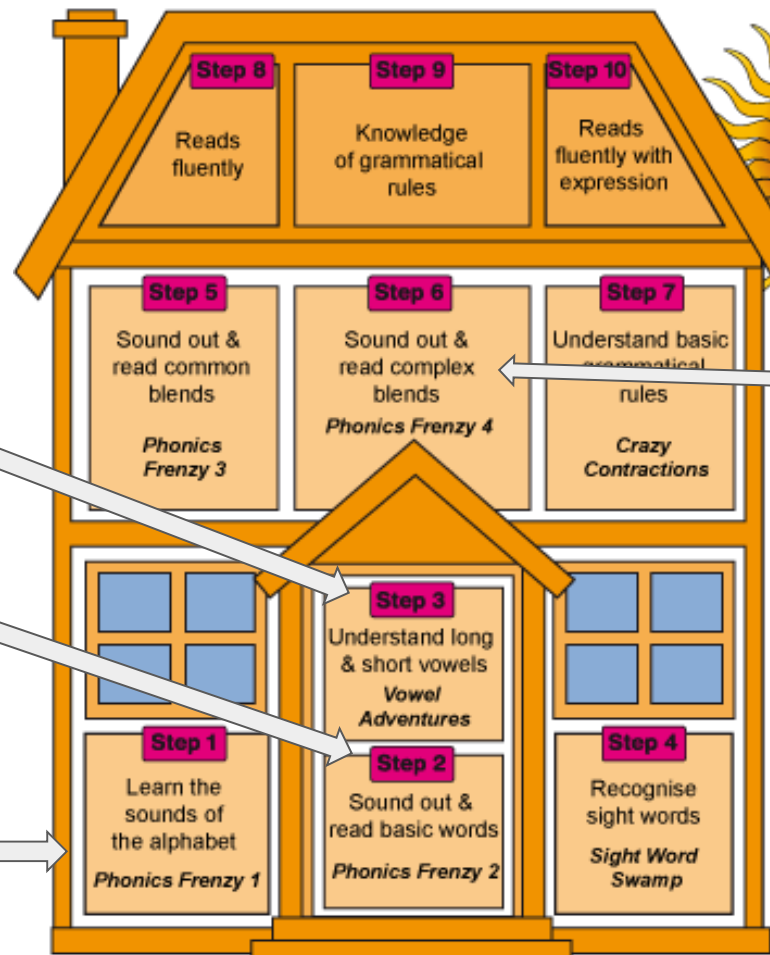 Step 8
Reads
fluently
Step 9
Knowledge
of grammatical
rules
Step 10
Reads
fluently with
expression
Step 5
Sound out &
read common
blends
Phonics
Frenzy 3
Step 6
Sound out &
read complex
blends
Phonics Frenzy 4
Step 7
Understand basic
grammatical
rules
Crazy
Contractions
Step 3
Understand long
& short vowels
Vowel
Adventures
Step 1
Learn the
sounds of
the alphabet
Phonics Frenzy 1
Step 2
Sound out &
read basic words
Phonics Frenzy 2
Step 4
Recognise
sight words
Sight Word
Swamp